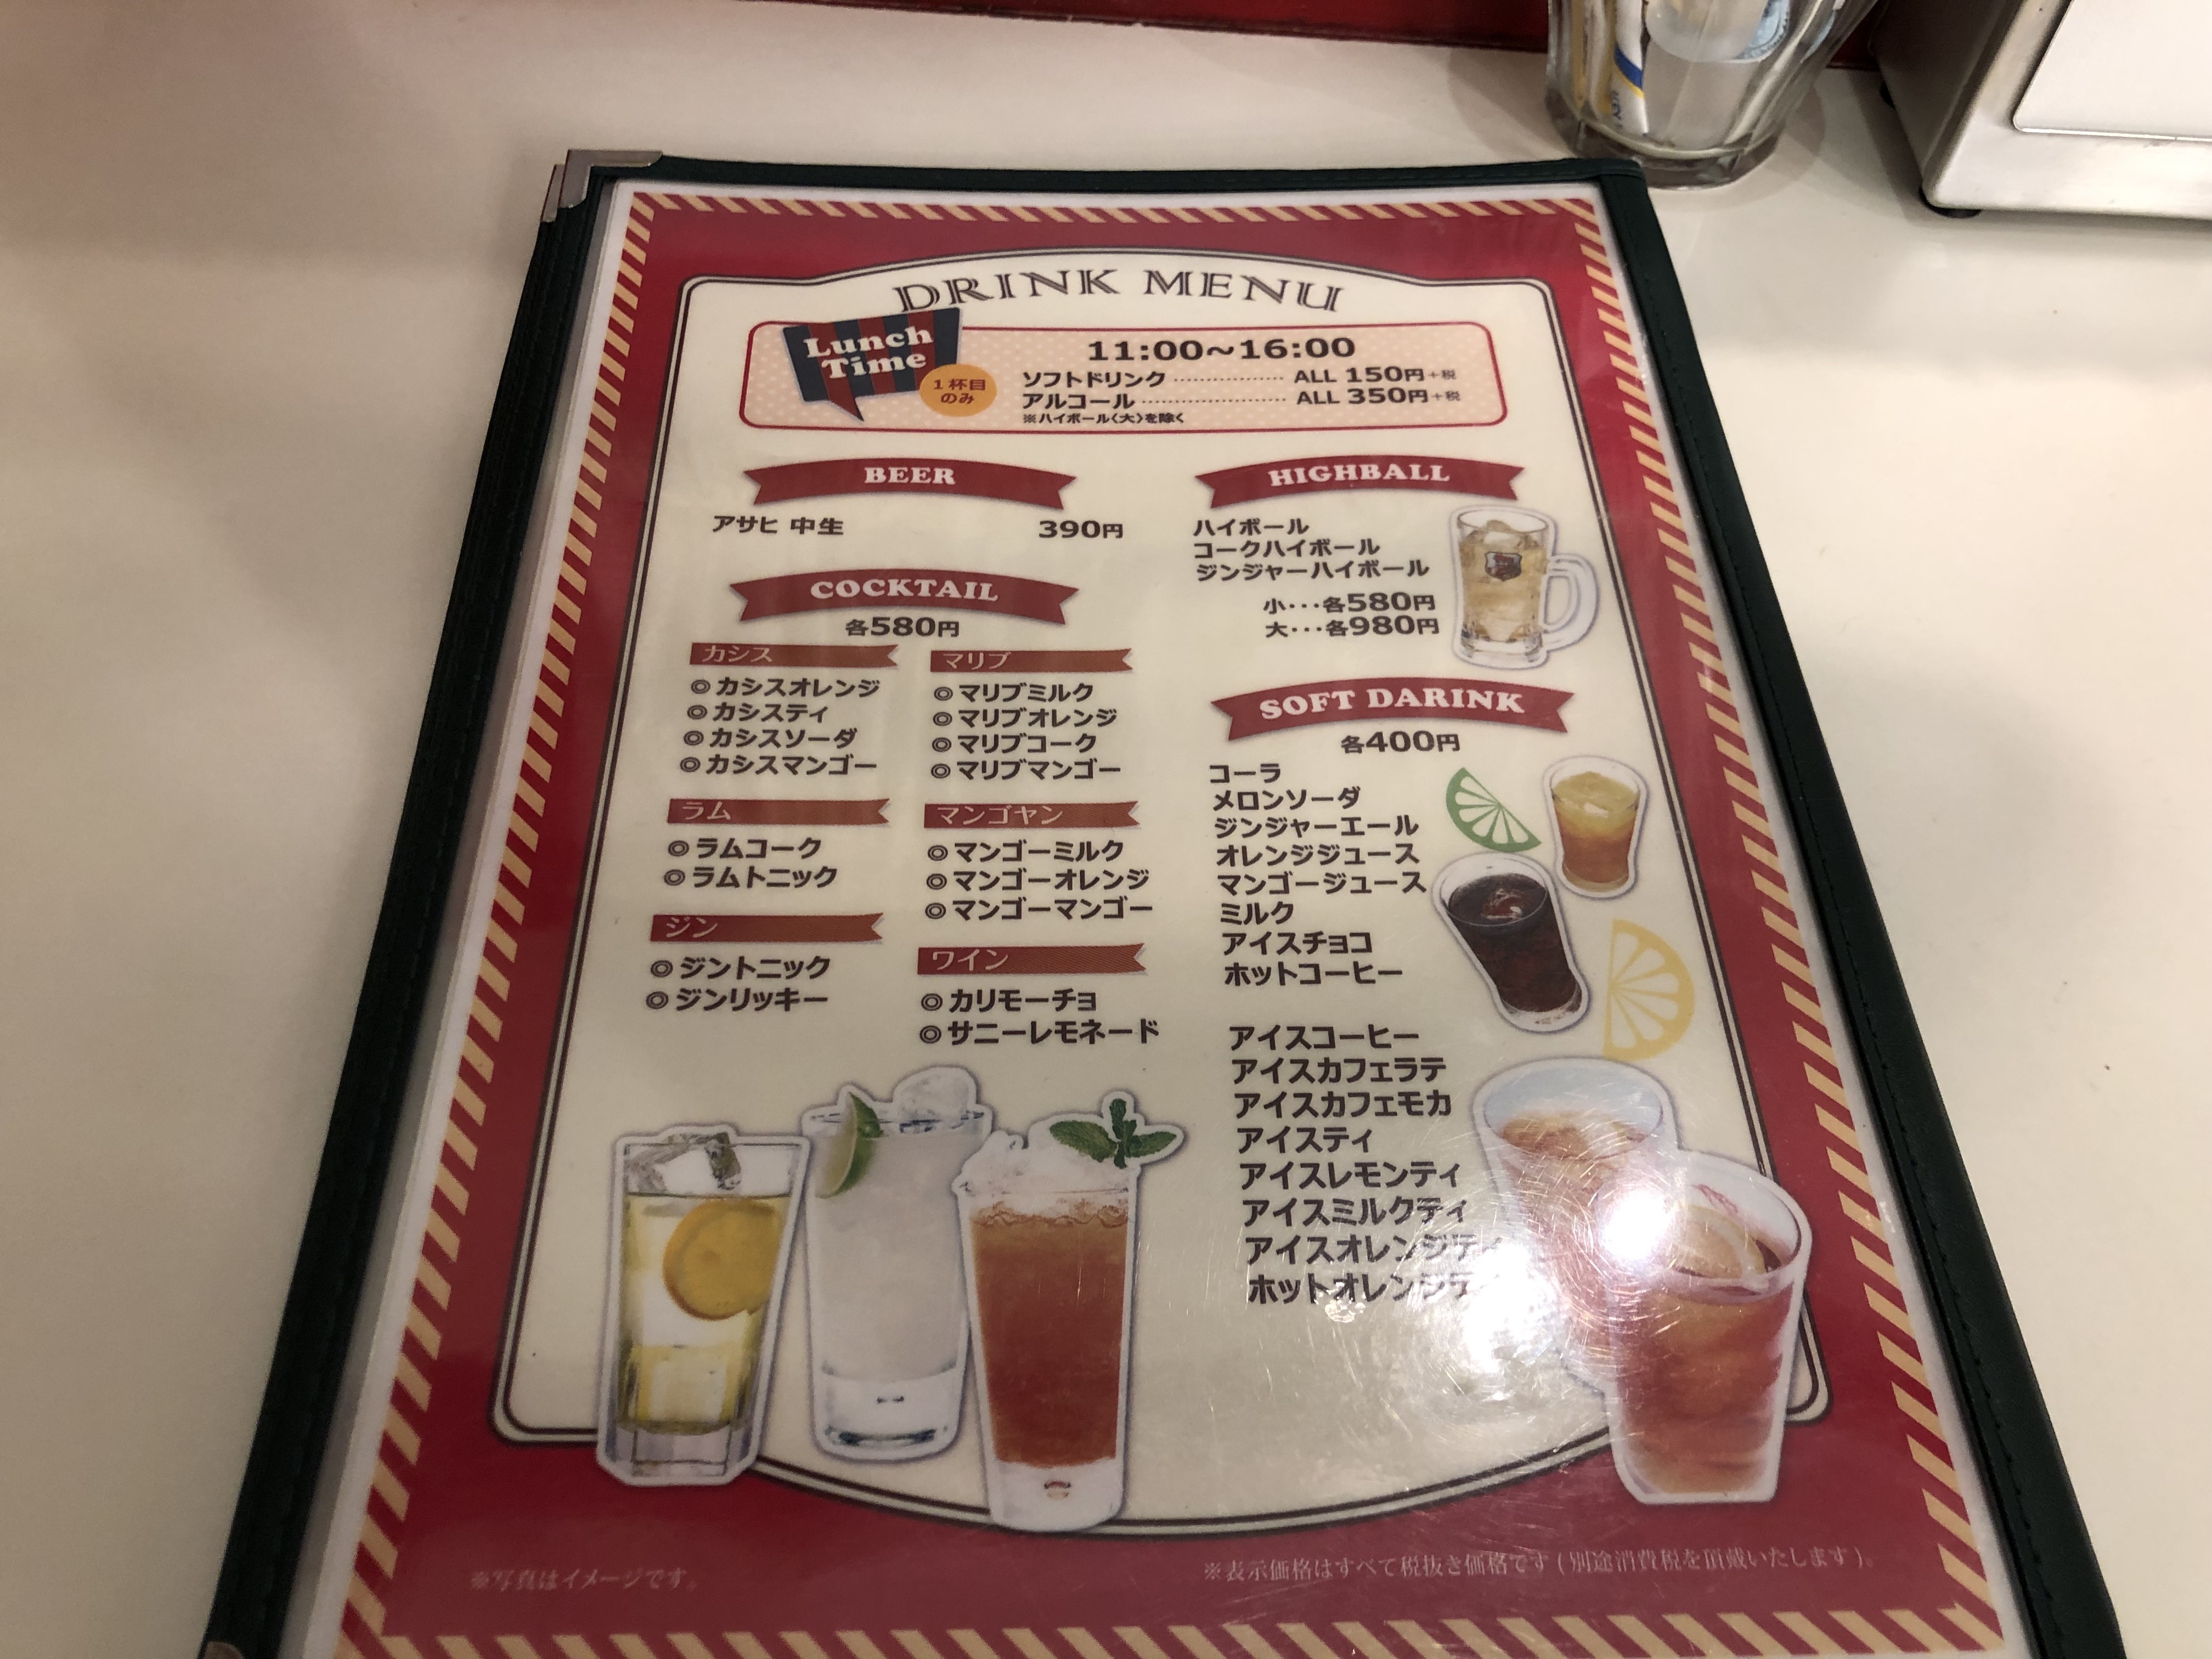 DRINK MENU
Lunch
Time
1杯目
のみ
11:00~16:00
ソフトドリンク ················· ALL 150円+税
アルコール ······················ ALL 350円+税
※ハイボール〈大〉を除く
BEER
アサヒ 中生 390円
COCKTAIL
各580円
カシス
◎カシスオレンジ
◎カシスティ
◎カシスソーダ
◎カシスマンゴー
ラム
◎ラムコーク
◎ラムトニック
ジン
◎ジントニック
◎ジンリッキー
マリブ
◎マリブミルク
◎マリブオレンジ
◎マリブコーク
◎マリブマンゴー
マンゴヤン
◎マンゴーミルク
◎マンゴーオレンジ
◎マンゴーマンゴー
ワイン
◎カリモーチョ
◎サニーレモネード
HIGHBALL
ハイボール
コークハイボール
ジンジャーハイボール
小···各580円
大···各980円
SOFT DARINK
各400円
コーラ
メロンソーダ
ジンジャーエール
オレンジジュース
マンゴージュース
ミルク
アイスチョコ
ホットコーヒー
アイスコーヒー
アイスカフェラテ
アイスカフェモカ
アイスティ
アイスレモンティ
アイスミルクティ
アイスオレンジティ
ホットオレンジティ
※写真はイメージです。
※表示価格はすべて税抜き価格です(別途消費税を頂戴いたします)。